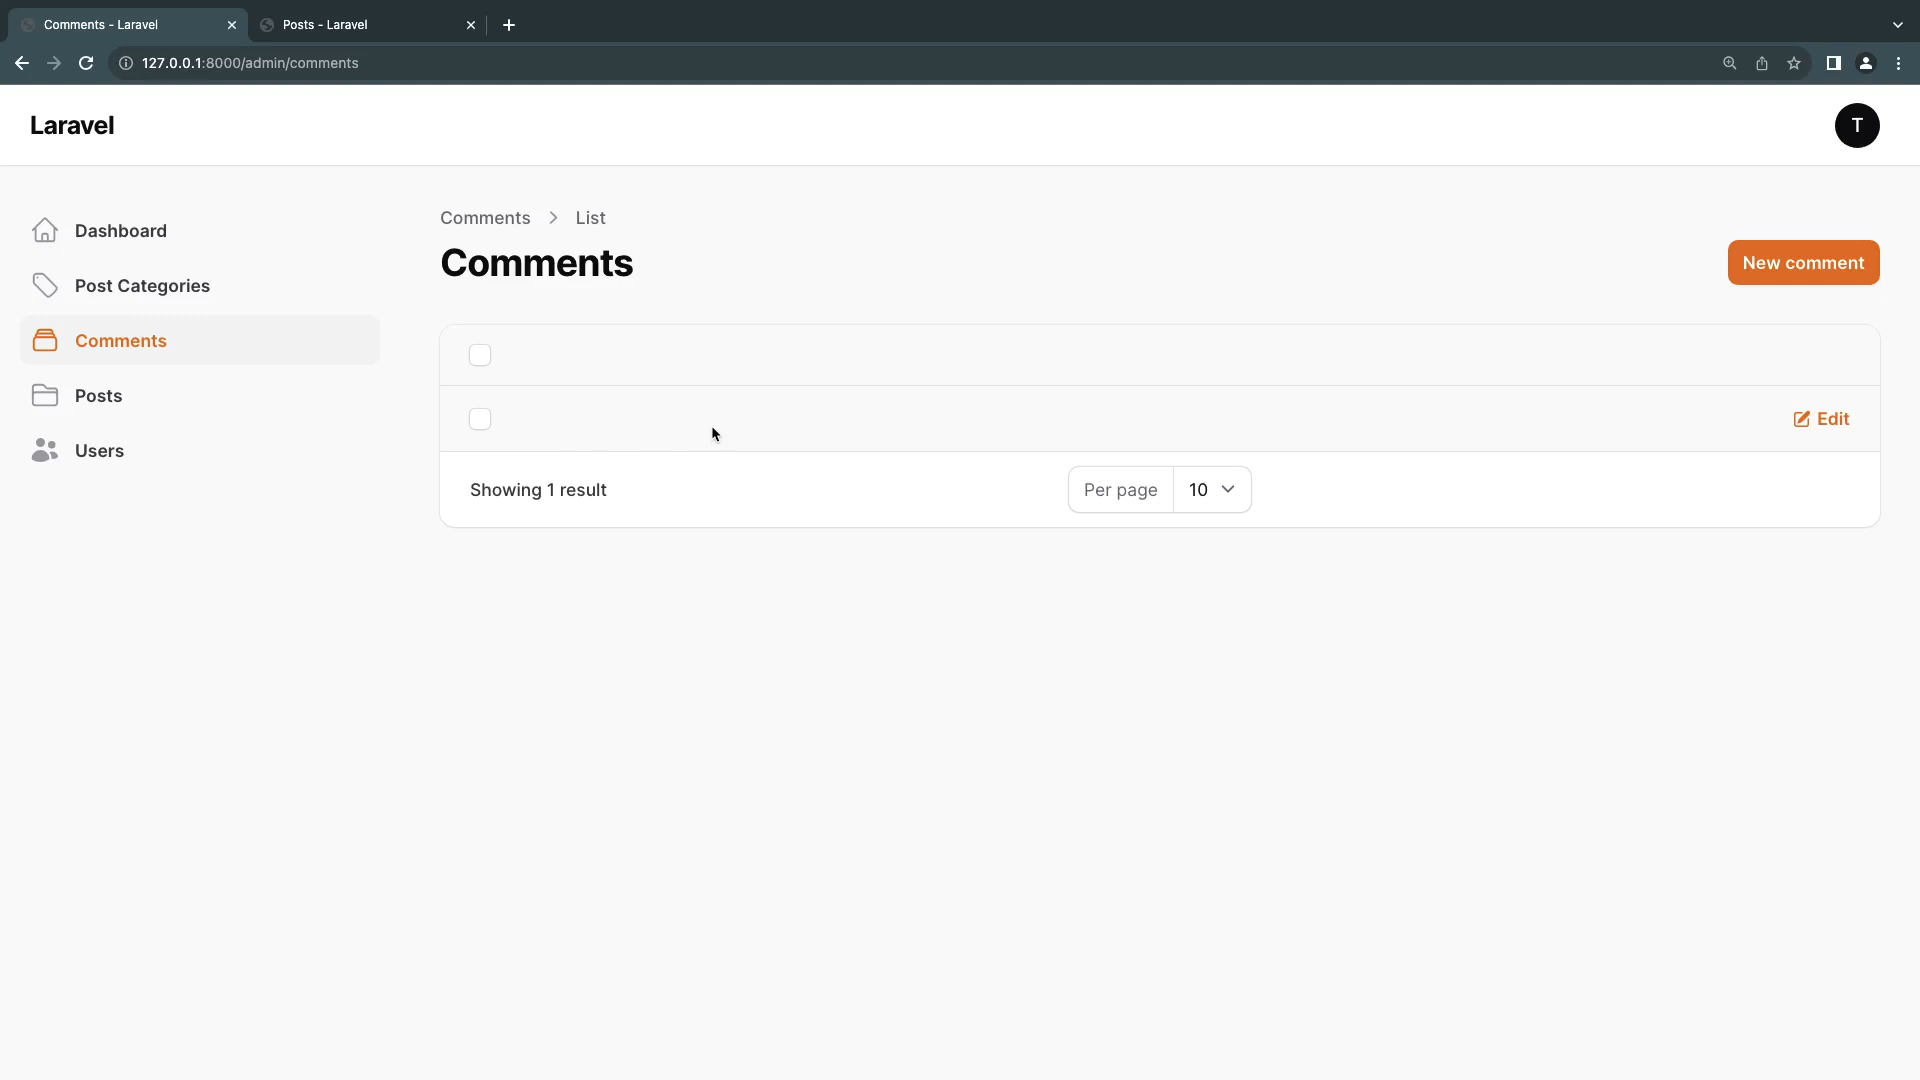 Comments - Laravel
Posts - Laravel
127.0.0.1:8000/admin/comments
Laravel
T
Dashboard
Post Categories
Comments
Posts
Users
Comments > List
Comments
New comment
Edit
Showing 1 result
Per page 10